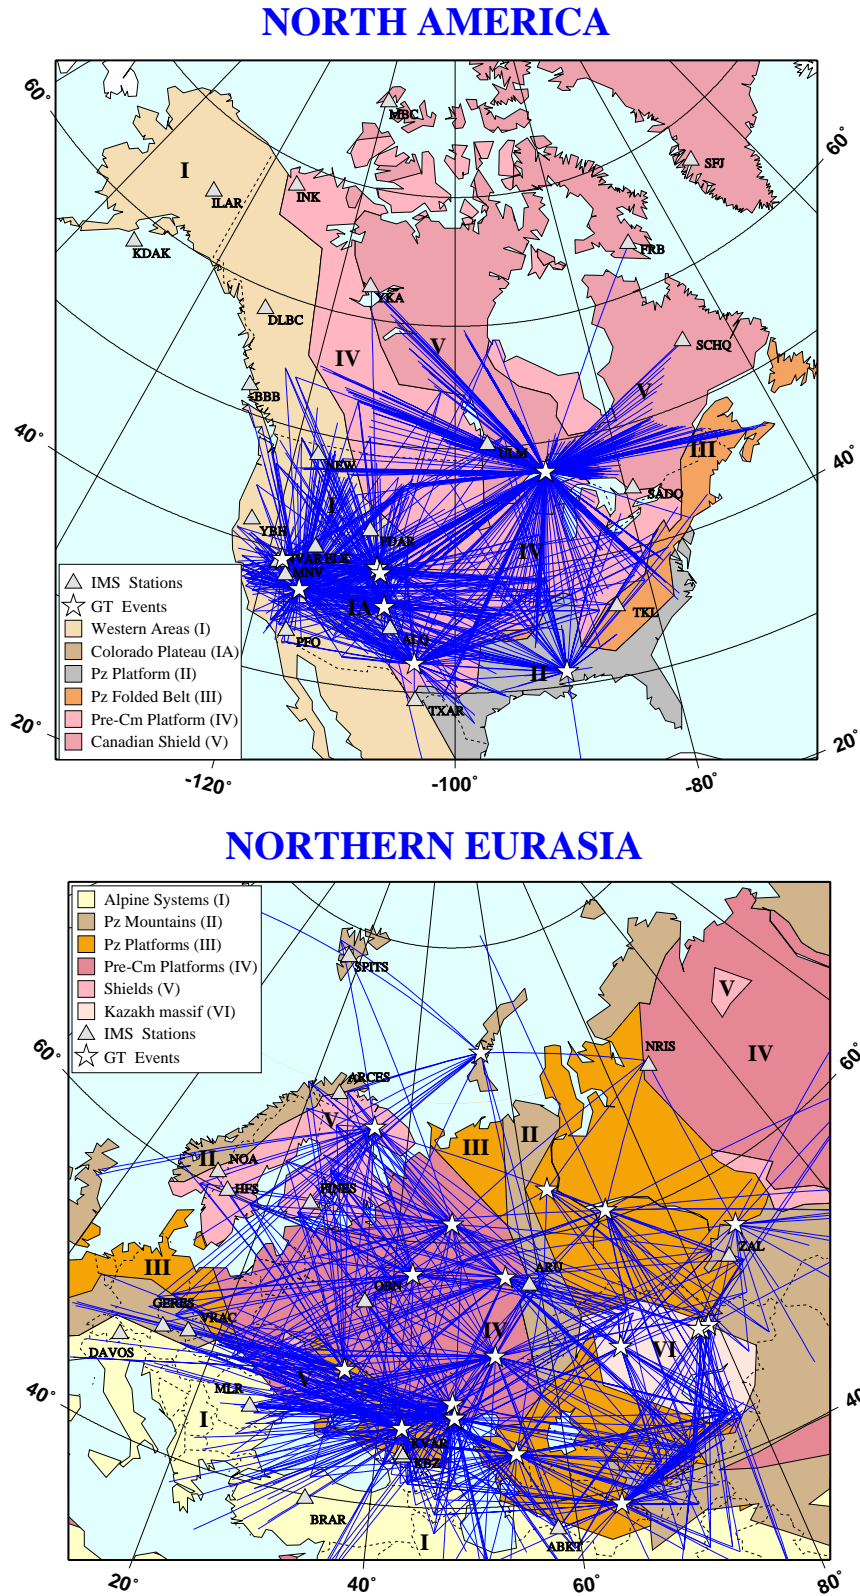 NORTH AMERICA
60°
60°
MBC
SFJ
I
ILAR
INK
KDAK
FRB
YKA
DLBC
IV
V
SCHQ
V
BBB
40°
40°
III
NEW
ULM
SADQ
I
YBH
PDAR
NVAR ELK
IV
MNV
IA
TKL
PFO
ALQ
II
TXAR
IMS Stations
GT Events
Western Areas (I)
Colorado Plateau (IA)
Pz Platform (II)
Pz Folded Belt (III)
Pre-Cm Platform (IV)
Canadian Shield (V)
20°
20°
-120°
-100°
-80°
NORTHERN EURASIA
Alpine Systems (I)
Pz Mountains (II)
Pz Platforms (III)
Pre-Cm Platforms (IV)
Shields (V)
Kazakh massif (VI)
IMS Stations
GT Events
SPITS
V
NRIS
IV
60°
60°
ARCES
V
III
II
II
NOA
HFS
FINES
ZAL
III
ARU
OBN
GERES
VRAC
IV
VI
DAVOS
V
MLR
40°
40°
I
KVAR
KBZ
BRAR
I
ABKT
20°
40°
60°
80°